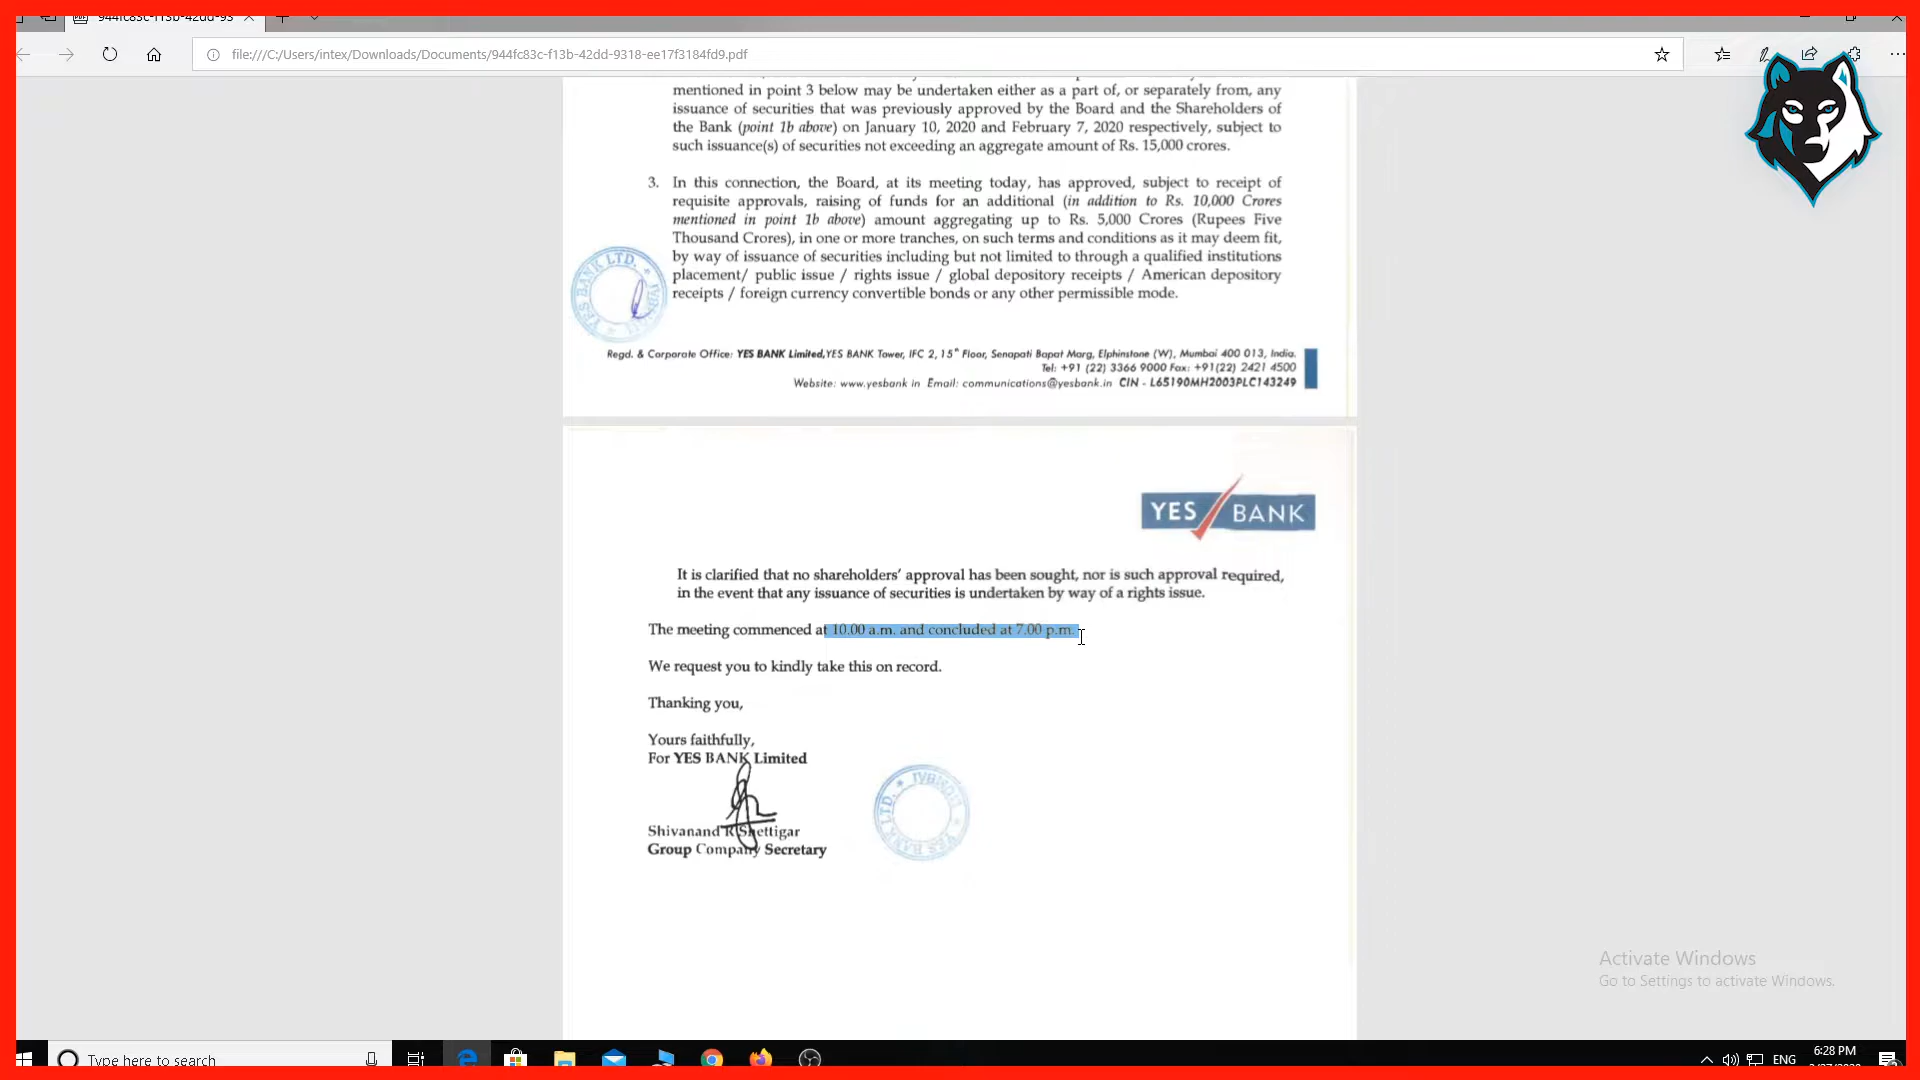 944fc83c-f13b-42dd-93
file:///C:/Users/intex/Downloads/Documents/944fc83c-f13b-42dd-9318-ee17f3184fd9.pdf
mentioned in point 3 below may be undertaken either as a part of, or separately from, any
issuance of securities that was previously approved by the Board and the Shareholders of
the Bank (point 1b above) on January 10, 2020 and February 7, 2020 respectively, subject to
such issuance(s) of securities not exceeding an aggregate amount of Rs. 15,000 crores.
3. In this connection, the Board, at its meeting today, has approved, subject to receipt of
requisite approvals, raising of funds for an additional (in addition to Rs. 10,000 Crores
mentioned in point 1b above) amount aggregating up to Rs. 5,000 Crores (Rupees Five
Thousand Crores), in one or more tranches, on such terms and conditions as it may deem fit,
by way of issuance of securities including but not limited to through a qualified institutions
placement/ public issue / rights issue / global depository receipts / American depository
receipts / foreign currency convertible bonds or any other permissible mode.
YES BANK LTD. * MUMBAI *
Regd. & Corporate Office: YES BANK Limited,YES BANK Tower, IFC 2, 15th Floor, Senapati Bapat Marg, Elphinstone (W), Mumbai 400 013, India.
Tel: +91 (22) 3366 9000 Fax: +91(22) 2421 4500
Website: www.yesbank in Email: communications@yesbank.in CIN - L65190MH2003PLC143249
YES BANK
It is clarified that no shareholders' approval has been sought, nor is such approval required,
in the event that any issuance of securities is undertaken by way of a rights issue.
The meeting commenced at 10.00 a.m. and concluded at 7.00 p.m.
We request you to kindly take this on record.
Thanking you,
Yours faithfully,
For YES BANK Limited
Shivanand R Shettigar
Group Company Secretary
YES BANK LTD. * MUMBAI *
Activate Windows
Go to Settings to activate Windows.
Type here to search
ENG
6:28 PM